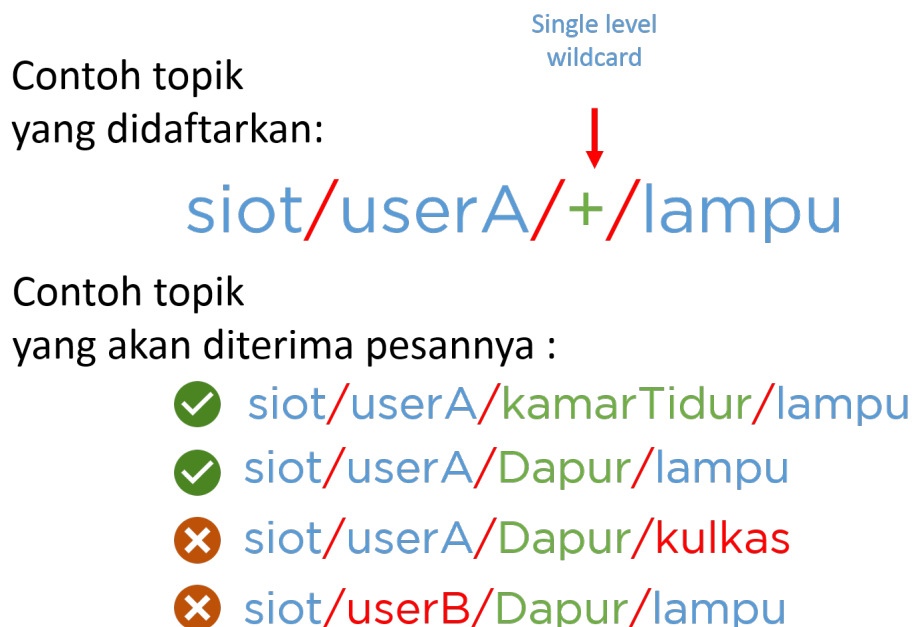 Single level
wildcard
Contoh topik
yang didaftarkan:
siot/userA/+/lampu
Contoh topik
yang akan diterima pesannya :
siot/userA/kamarTidur/lampu
siot/userA/Dapur/lampu
siot/userA/Dapur/kulkas
siot/userB/Dapur/lampu